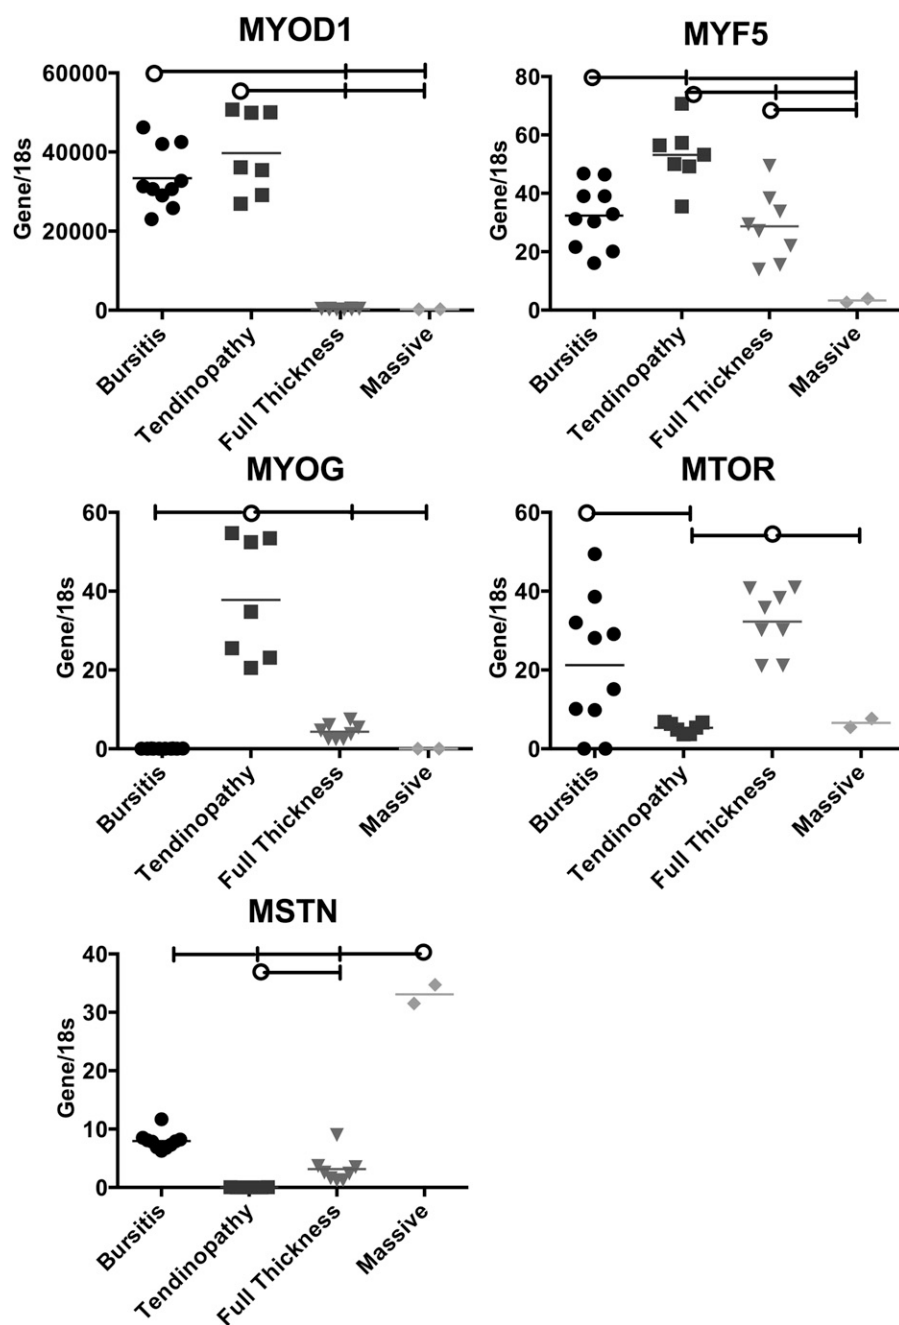 MYOD1
Gene/18s
60000
40000
20000
0
Bursitis
Tendinopathy
Full Thickness
Massive
MYF5
80
60
40
20
0
Bursitis
Tendinopathy
Full Thickness
Massive
MYOG
Gene/18s
60
40
20
0
Bursitis
Tendinopathy
Full Thickness
Massive
MTOR
Gene/18s
60
40
20
0
Bursitis
Tendinopathy
Full Thickness
Massive
MSTN
Gene/18s
40
30
20
10
0
Bursitis
Tendinopathy
Full Thickness
Massive